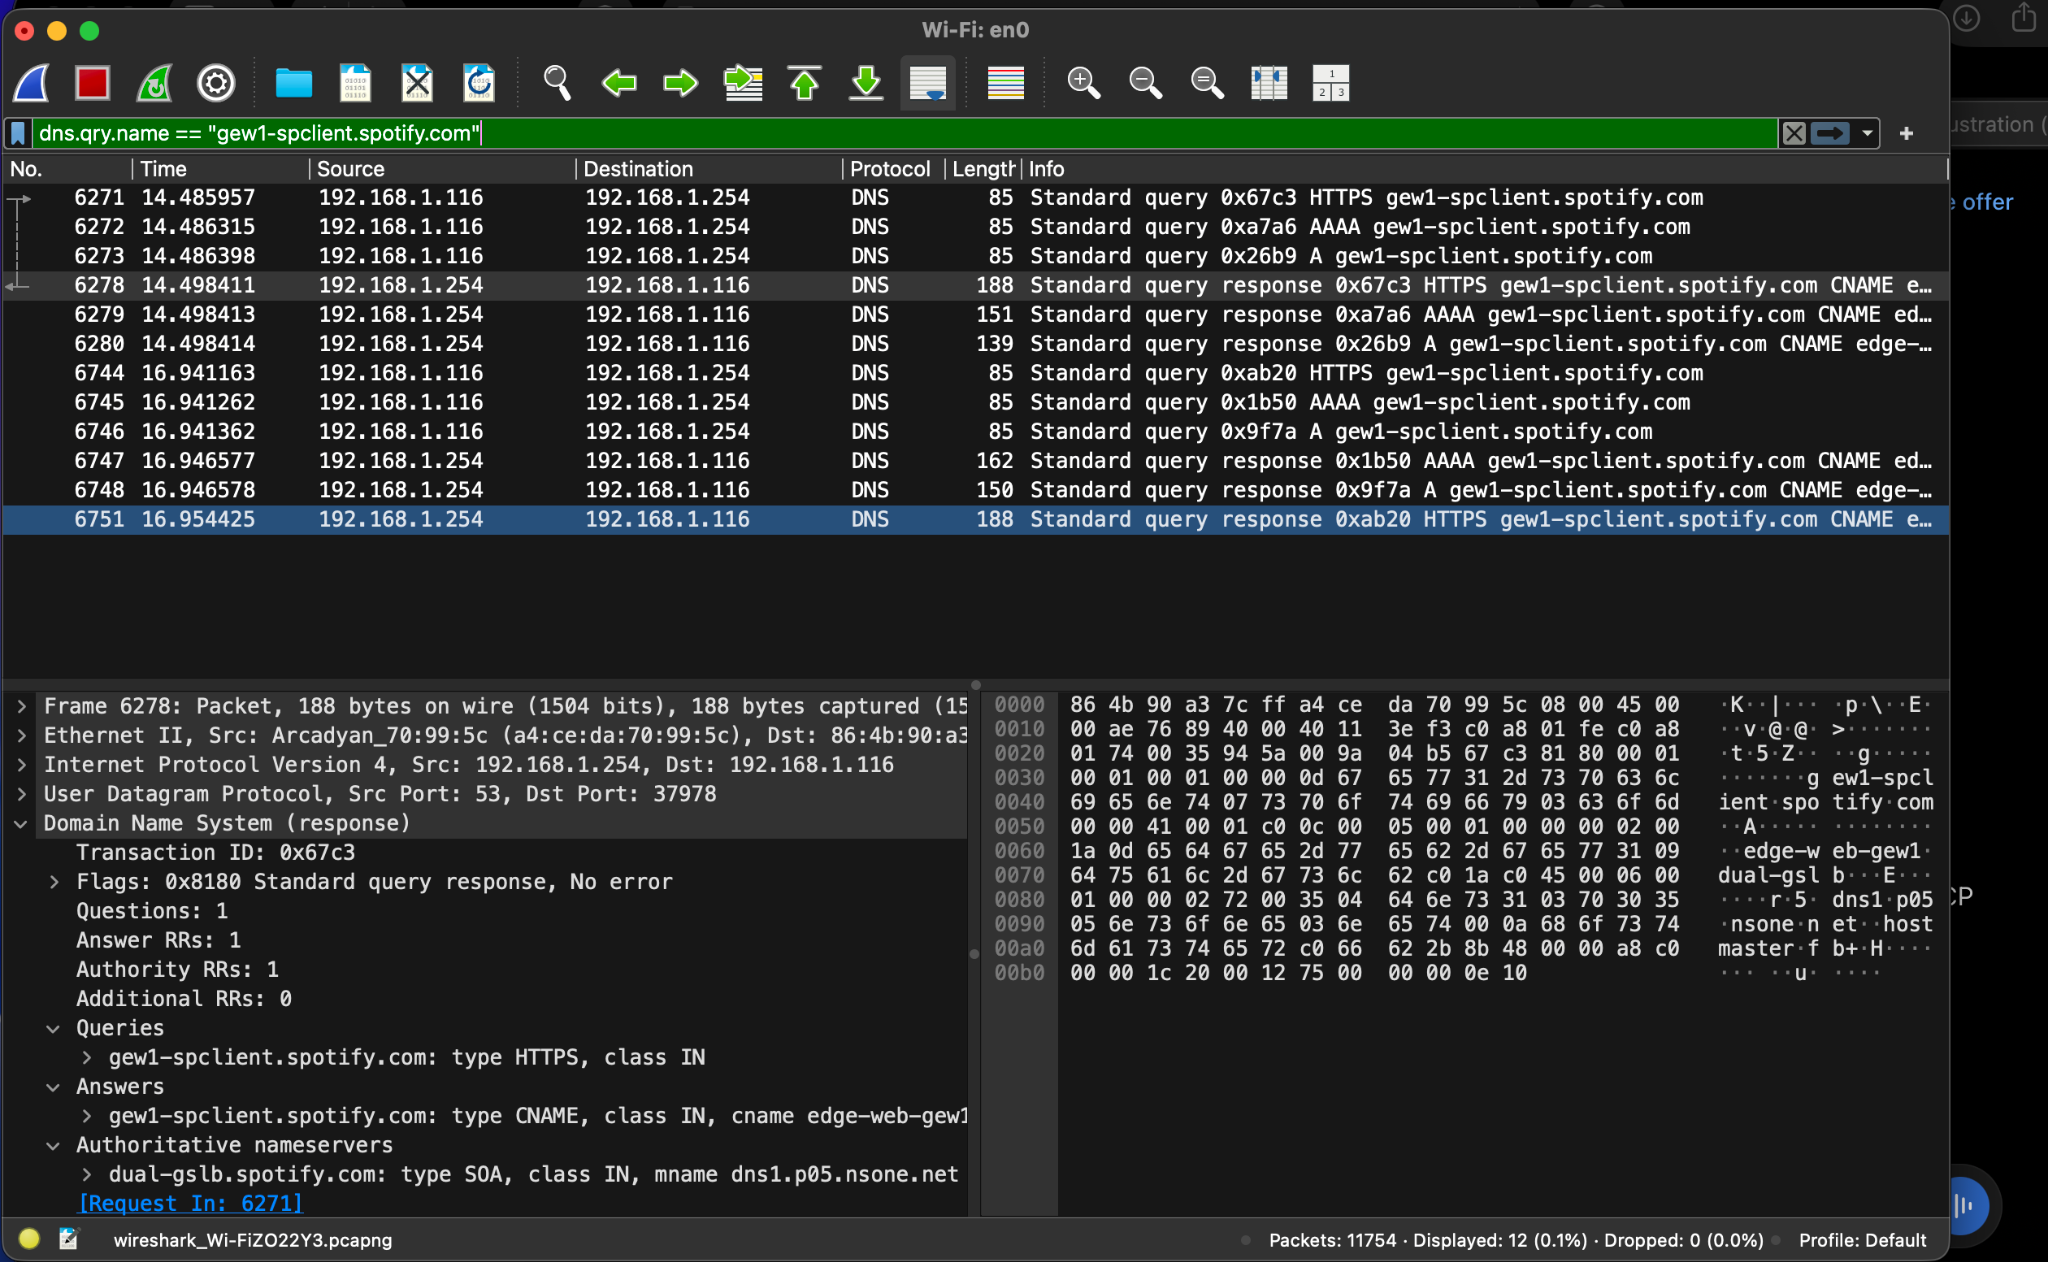 Wi-Fi: en0
dns.qry.name == "gew1-spclient.spotify.com"
No. Time Source Destination Protocol Length Info
6271 14.485957 192.168.1.116 192.168.1.254 DNS 85 Standard query 0x67c3 HTTPS gew1-spclient.spotify.com
6272 14.486315 192.168.1.116 192.168.1.254 DNS 85 Standard query 0xa7a6 AAAA gew1-spclient.spotify.com
6273 14.486398 192.168.1.116 192.168.1.254 DNS 85 Standard query 0x26b9 A gew1-spclient.spotify.com
6278 14.498411 192.168.1.254 192.168.1.116 DNS 188 Standard query response 0x67c3 HTTPS gew1-spclient.spotify.com CNAME e…
6279 14.498413 192.168.1.254 192.168.1.116 DNS 151 Standard query response 0xa7a6 AAAA gew1-spclient.spotify.com CNAME ed…
6280 14.498414 192.168.1.254 192.168.1.116 DNS 139 Standard query response 0x26b9 A gew1-spclient.spotify.com CNAME edge-…
6744 16.941163 192.168.1.116 192.168.1.254 DNS 85 Standard query 0xab20 HTTPS gew1-spclient.spotify.com
6745 16.941262 192.168.1.116 192.168.1.254 DNS 85 Standard query 0x1b50 AAAA gew1-spclient.spotify.com
6746 16.941362 192.168.1.116 192.168.1.254 DNS 85 Standard query 0x9f7a A gew1-spclient.spotify.com
6747 16.946577 192.168.1.254 192.168.1.116 DNS 162 Standard query response 0x1b50 AAAA gew1-spclient.spotify.com CNAME ed…
6748 16.946578 192.168.1.254 192.168.1.116 DNS 150 Standard query response 0x9f7a A gew1-spclient.spotify.com CNAME edge-…
6751 16.954425 192.168.1.254 192.168.1.116 DNS 188 Standard query response 0xab20 HTTPS gew1-spclient.spotify.com CNAME e…
Frame 6278: Packet, 188 bytes on wire (1504 bits), 188 bytes captured (15
Ethernet II, Src: Arcadyan_70:99:5c (a4:ce:da:70:99:5c), Dst: 86:4b:90:a3
Internet Protocol Version 4, Src: 192.168.1.254, Dst: 192.168.1.116
User Datagram Protocol, Src Port: 53, Dst Port: 37978
Domain Name System (response)
Transaction ID: 0x67c3
Flags: 0x8180 Standard query response, No error
Questions: 1
Answer RRs: 1
Authority RRs: 1
Additional RRs: 0
Queries
gew1-spclient.spotify.com: type HTTPS, class IN
Answers
gew1-spclient.spotify.com: type CNAME, class IN, cname edge-web-gew1
Authoritative nameservers
dual-gslb.spotify.com: type SOA, class IN, mname dns1.p05.nsone.net
[Request In: 6271]
0000 86 4b 90 a3 7c ff a4 ce da 70 99 5c 08 00 45 00 ·K··|··· ·p·\··E·
0010 00 ae 76 89 40 00 40 11 3e f3 c0 a8 01 fe c0 a8 ··v·@·@· >·······
0020 01 74 00 35 94 5a 00 9a 04 b5 67 c3 81 80 00 01 ·t·5·Z·· ··g·····
0030 00 01 00 01 00 00 0d 67 65 77 31 2d 73 70 63 6c ·······g ew1-spcl
0040 69 65 6e 74 07 73 70 6f 74 69 66 79 03 63 6f 6d ient·spo tify·com
0050 00 00 41 00 01 c0 0c 00 05 00 01 00 00 00 02 00 ··A····· ········
0060 1a 0d 65 64 67 65 2d 77 65 62 2d 67 65 77 31 09 ··edge-w eb-gew1·
0070 64 75 61 6c 2d 67 73 6c 62 c0 1a c0 45 00 06 00 dual-gsl b···E···
0080 01 00 00 02 72 00 35 04 64 6e 73 31 03 70 30 35 ····r·5· dns1·p05
0090 05 6e 73 6f 6e 65 03 6e 65 74 00 0a 68 6f 73 74 ·nsone·n et··host
00a0 6d 61 73 74 65 72 c0 66 62 2b 8b 48 00 00 a8 c0 master·f b+·H····
00b0 00 00 1c 20 00 12 75 00 00 00 0e 10 ··· ··u· ····
wireshark_Wi-FiZO22Y3.pcapng
Packets: 11754 · Displayed: 12 (0.1%) · Dropped: 0 (0.0%) Profile: Default
offer